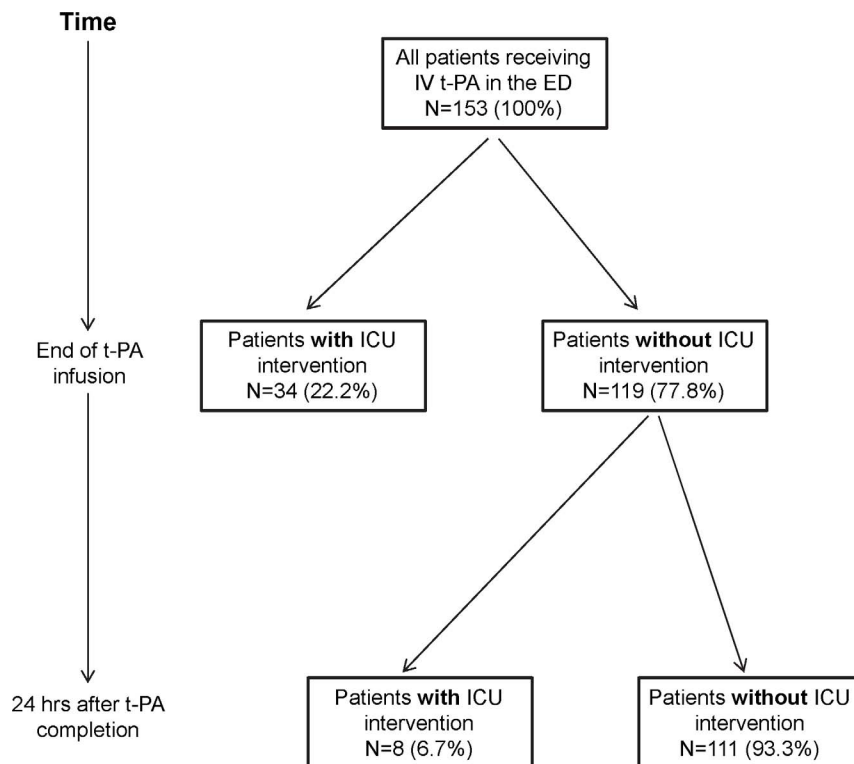 Time
All patients receiving
IV t-PA in the ED
N=153 (100%)
End of t-PA
infusion
Patients with ICU
intervention
N=34 (22.2%)
Patients without ICU
intervention
N=119 (77.8%)
24 hrs after t-PA
completion
Patients with ICU
intervention
N=8 (6.7%)
Patients without ICU
intervention
N=111 (93.3%)